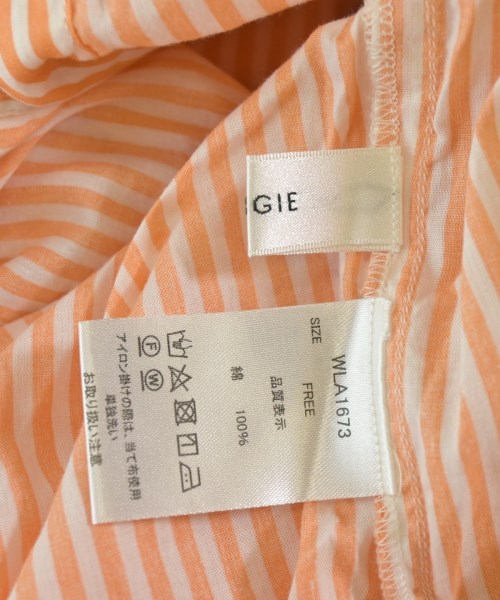 GIE
WLA1673
SIZE FREE
品質表示
綿 100%
F W
アイロン掛けの際は、当て布使用
単独洗い
お取り扱い注意